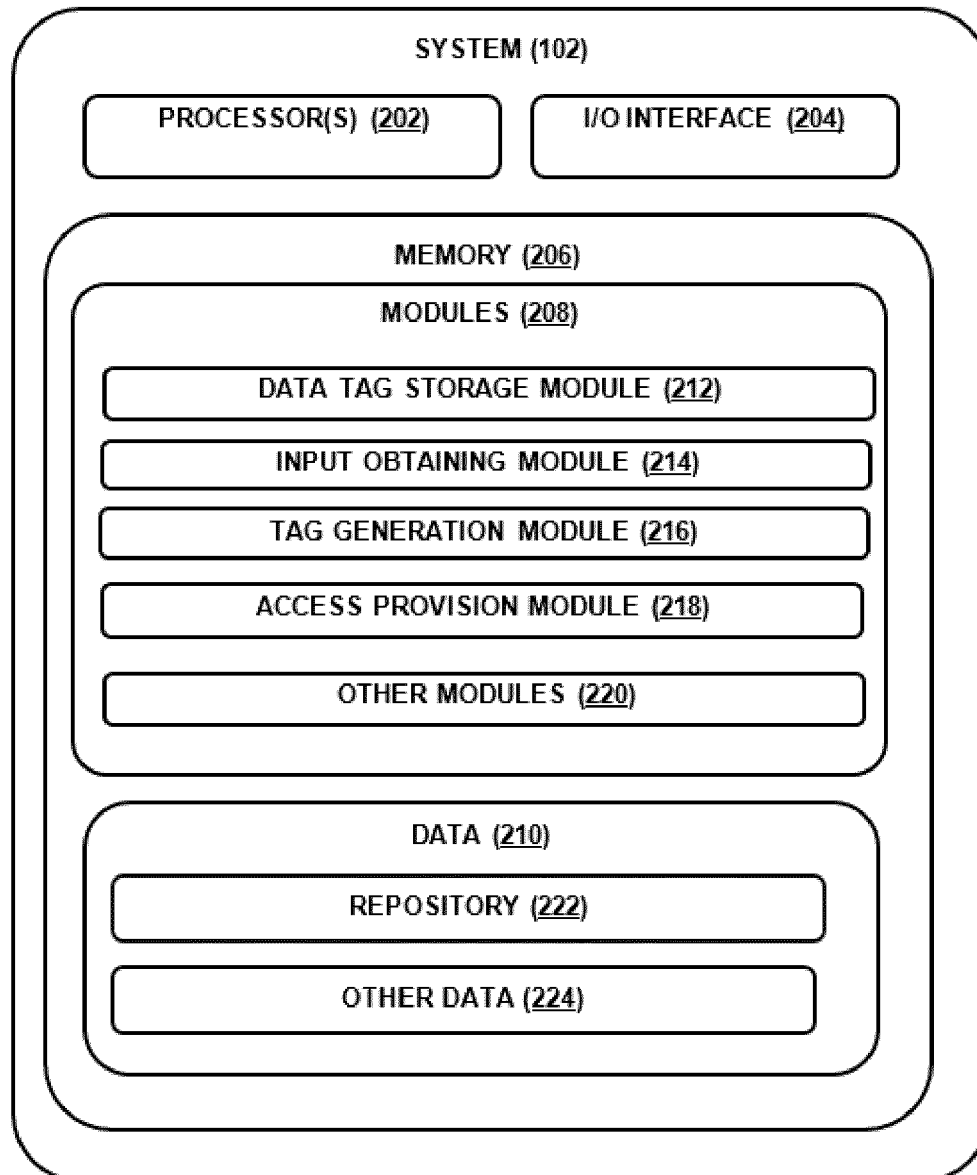 SYSTEM (102)
PROCESSOR(S) (202)
I/O INTERFACE (204)
MEMORY (206)
MODULES (208)
DATA TAG STORAGE MODULE (212)
INPUT OBTAINING MODULE (214)
TAG GENERATION MODULE (216)
ACCESS PROVISION MODULE (218)
OTHER MODULES (220)
DATA (210)
REPOSITORY (222)
OTHER DATA (224)